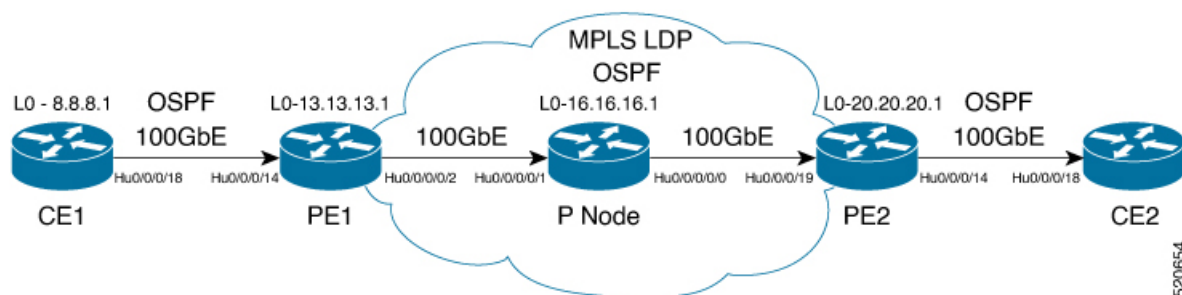 MPLS LDP
OSPF
L0 - 8.8.8.1 OSPF L0-13.13.13.1 L0-16.16.16.1 L0-20.20.20.1 OSPF
100GbE 100GbE 100GbE 100GbE
Hu0/0/0/18 Hu0/0/0/14 Hu0/0/0/0/2 Hu0/0/0/0/1 Hu0/0/0/0/0 Hu0/0/0/19 Hu0/0/0/14 Hu0/0/0/18
CE1 PE1 P Node PE2 CE2
520654